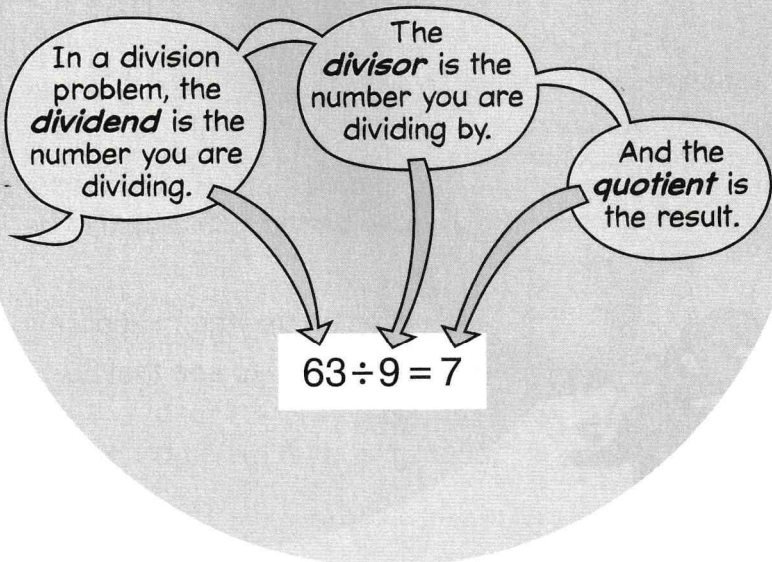 In a division
problem, the
dividend is the
number you are
dividing.
The
divisor is the
number you are
dividing by.
And the
quotient is
the result.
63÷9=7